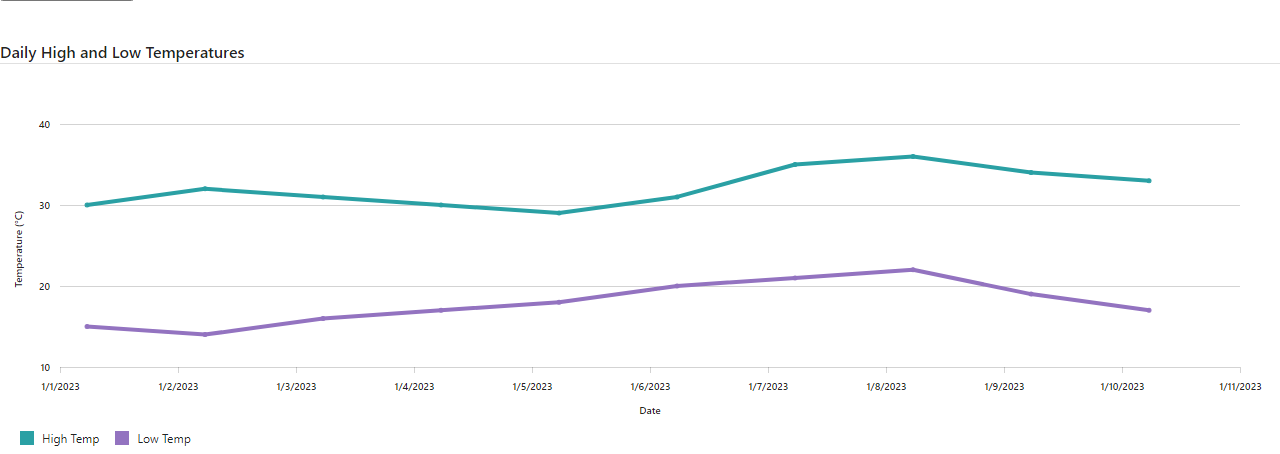 Daily High and Low Temperatures
40
30
20
10
Temperature (°C)
1/1/2023 1/2/2023 1/3/2023 1/4/2023 1/5/2023 1/6/2023 1/7/2023 1/8/2023 1/9/2023 1/10/2023 1/11/2023
Date
High Temp Low Temp